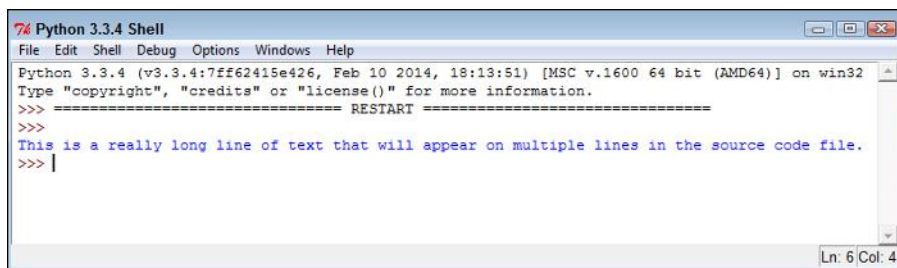 Python 3.3.4 Shell
File Edit Shell Debug Options Windows Help
Python 3.3.4 (v3.3.4:7ff62415e426, Feb 10 2014, 18:13:51) [MSC v.1600 64 bit (AMD64)] on win32
Type "copyright", "credits" or "license()" for more information.
>>> ================================ RESTART ================================
>>>
This is a really long line of text that will appear on multiple lines in the source code file.
>>>
Ln: 6 Col: 4